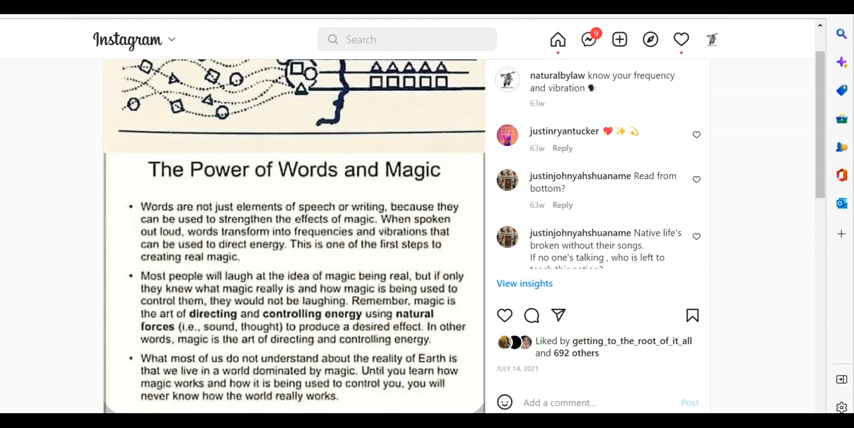 Instagram
Search
9
The Power of Words and Magic
• Words are not just elements of speech or writing, because they
can be used to strengthen the effects of magic. When spoken
out loud, words transform into frequencies and vibrations that
can be used to direct energy. This is one of the first steps to
creating real magic.
• Most people will laugh at the idea of magic being real, but if only
they knew what magic really is and how magic is being used to
control them, they would not be laughing. Remember, magic is
the art of directing and controlling energy using natural
forces (i.e., sound, thought) to produce a desired effect. In other
words, magic is the art of directing and controlling energy.
• What most of us do not understand about the reality of Earth is
that we live in a world dominated by magic. Until you learn how
magic works and how it is being used to control you, you will
never know how the world really works.
naturalbylaw know your frequency
and vibration 🗣
63w
justinryantucker ❤️ ✨ 💫
56w Reply
justinjohnyahshuaname Read from
bottom?
63w Reply
justinjohnyahshuaname Native life's
broken without their songs.
If no one's talking , who is left to
teach this nation?
View insights
Liked by getting_to_the_root_of_it_all
and 692 others
JULY 14, 2021
Add a comment...
Post